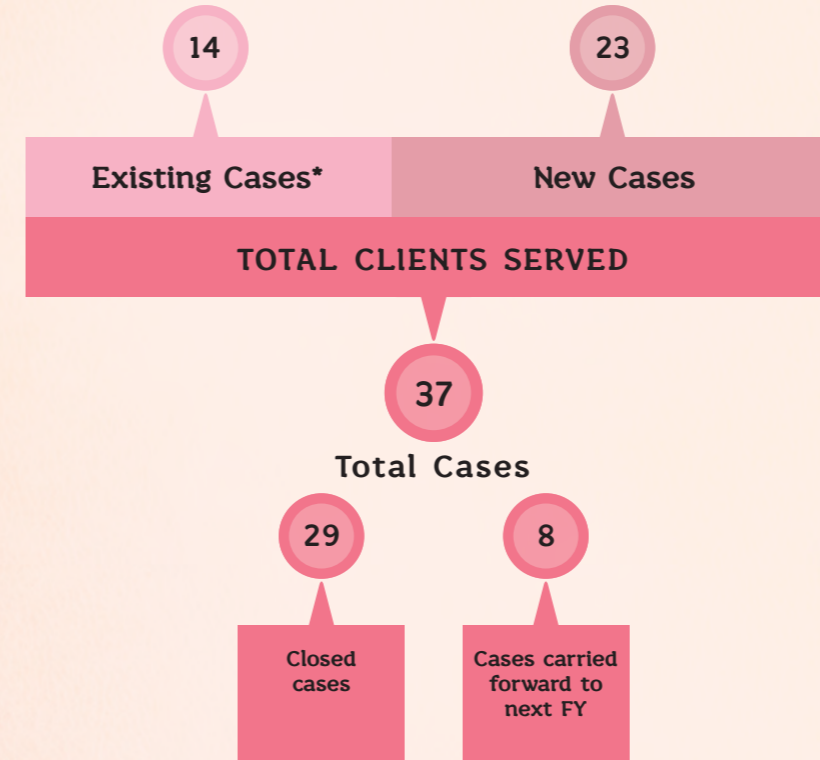 14
23
Existing Cases*
New Cases
TOTAL CLIENTS SERVED
37
Total Cases
29
8
Closed
cases
Cases carried
forward to
next FY